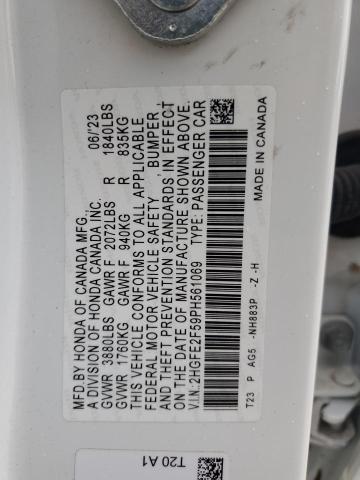 MFD.BY HONDA OF CANADA MFG.,
A DIVISION OF HONDA CANADA INC. 06/'23
GVWR 3880LBS GAWR F 2072LBS R 1840LBS
GVWR 1760KG GAWR F 940KG R 835KG
THIS VEHICLE CONFORMS TO ALL APPLICABLE
FEDERAL MOTOR VEHICLE SAFETY, BUMPER,
AND THEFT PREVENTION STANDARDS IN EFFECT
ON THE DATE OF MANUFACTURE SHOWN ABOVE.
V.I.N.:2HGFE2F59PH561069 TYPE: PASSENGER CAR
T23 P AG5 -NH883P -Z -H MADE IN CANADA
T20 A1